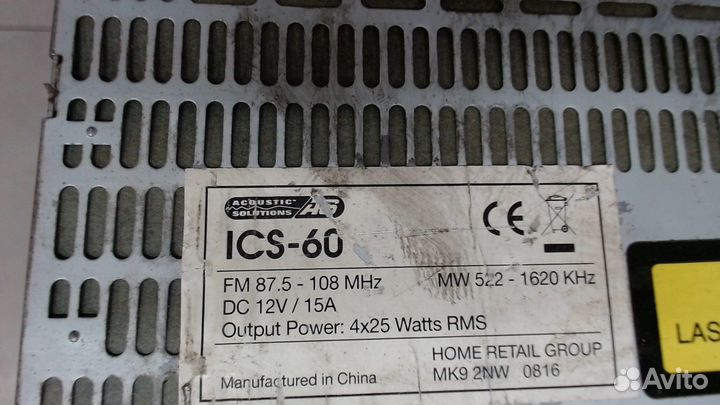 ACOUSTIC SOLUTIONS AS
ICS-60
FM 87.5 - 108 MHz MW 522 - 1620 KHz
DC 12V / 15A
Output Power: 4x25 Watts RMS
HOME RETAIL GROUP
Manufactured in China MK9 2NW 0816
CE
LAS
Avito